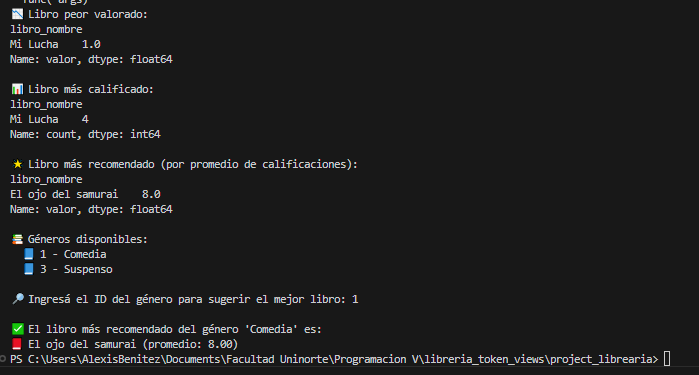 func(*args)
📉 Libro peor valorado:
libro_nombre
Mi Lucha    1.0
Name: valor, dtype: float64
📊 Libro más calificado:
libro_nombre
Mi Lucha    4
Name: count, dtype: int64
⭐ Libro más recomendado (por promedio de calificaciones):
libro_nombre
El ojo del samurai    8.0
Name: valor, dtype: float64
📚 Géneros disponibles:
📘 1 - Comedia
📘 3 - Suspenso
🔎 Ingresá el ID del género para sugerir el mejor libro: 1
✅ El libro más recomendado del género 'Comedia' es:
📕 El ojo del samurai (promedio: 8.00)
PS C:\Users\AlexisBenitez\Documents\Facultad Uninorte\Programacion V\libreria_token_views\project_librearia>